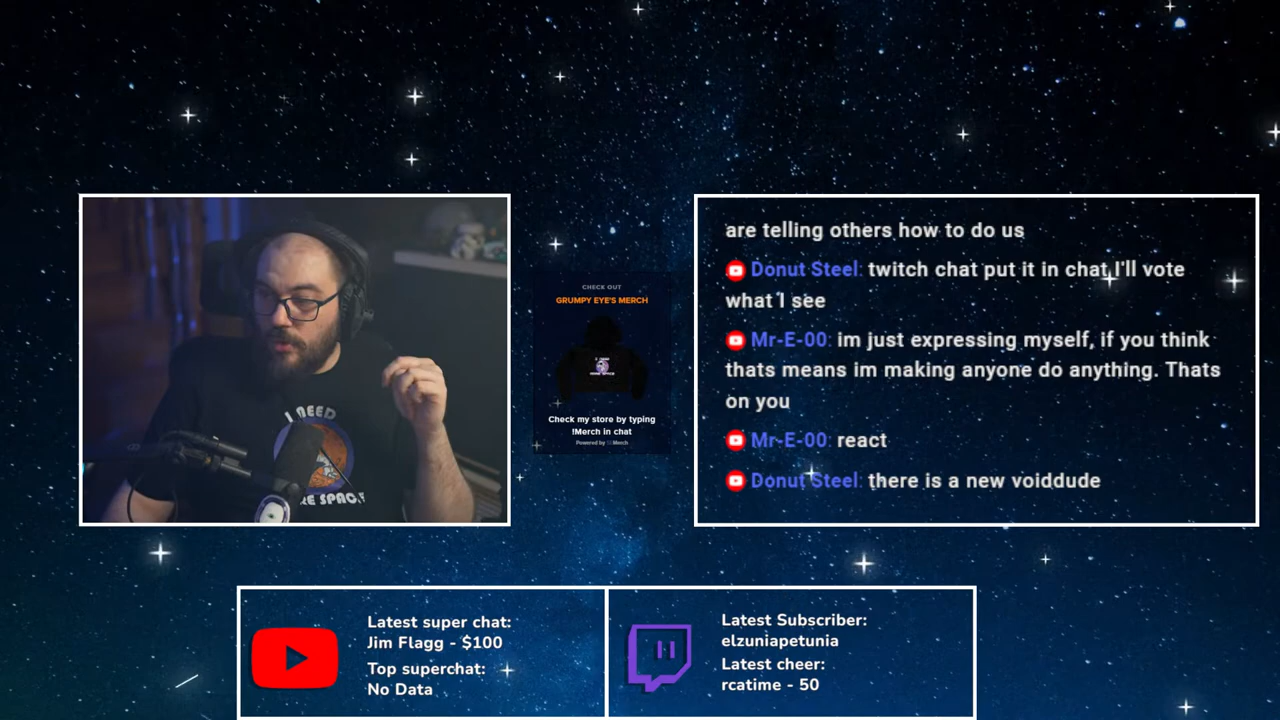 are telling others how to do us
Donut Steel: twitch chat put it in chat I'll vote
what I see
Mr-E-00: im just expressing myself, if you think
thats means im making anyone do anything. Thats
on you
Mr-E-00: react
Donut Steel: there is a new voiddude
CHECK OUT
GRUMPY EYE'S MERCH
Check my store by typing
!Merch in chat
Powered by Merch
I NEED
RE SPACE
Latest super chat:
Jim Flagg - $100
Top superchat:
No Data
Latest Subscriber:
elzuniapetunia
Latest cheer:
rcatime - 50